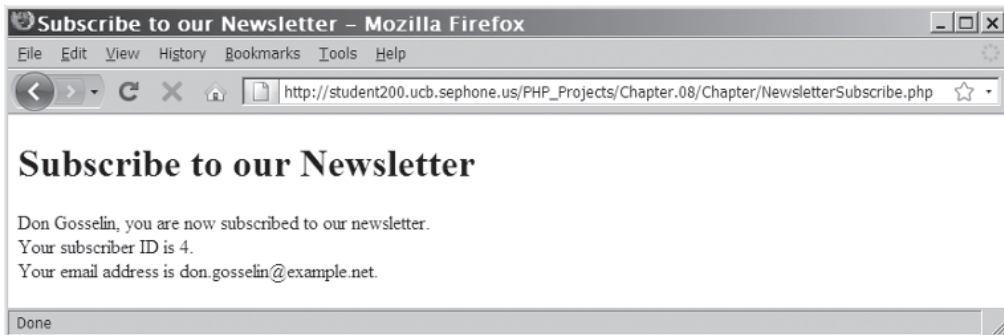 Subscribe to our Newsletter – Mozilla Firefox
File Edit View History Bookmarks Tools Help
http://student200.ucb.sephone.us/PHP_Projects/Chapter.08/Chapter/NewsletterSubscribe.php
Subscribe to our Newsletter
Don Gosselin, you are now subscribed to our newsletter.
Your subscriber ID is 4.
Your email address is don.gosselin@example.net.
Done